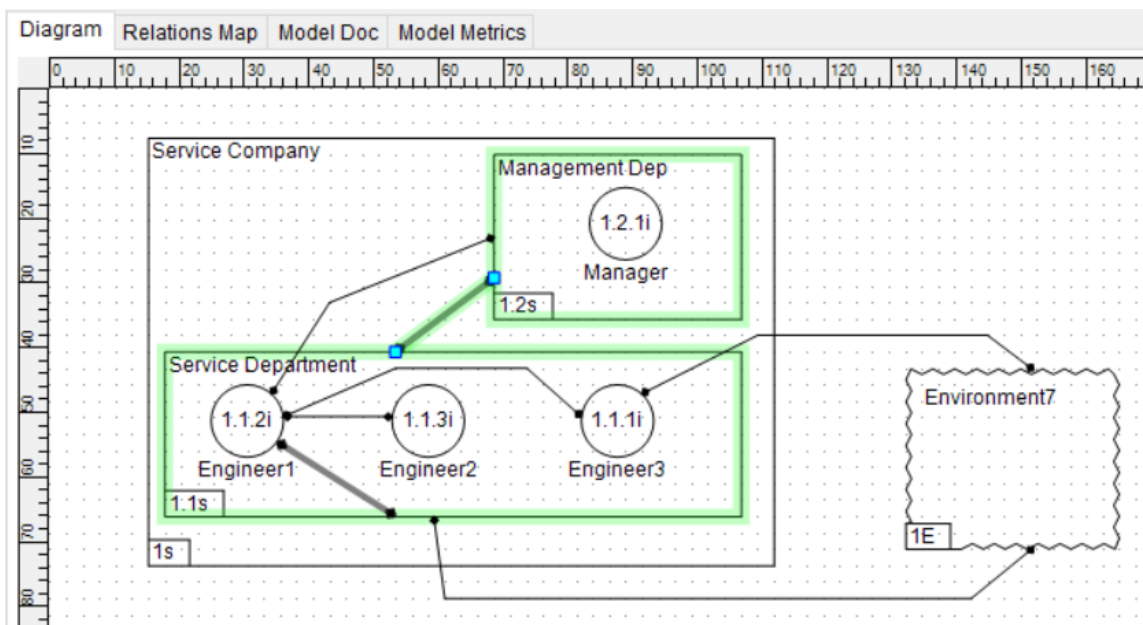 Diagram Relations Map Model Doc Model Metrics
0 10 20 30 40 50 60 70 80 90 100 110 120 130 140 150 160
10
20
30
40
50
60
70
80
Service Company
Management Dep
1.2.1i
Manager
1.2s
Service Department
1.1.2i 1.1.3i 1.1.1i
Engineer1 Engineer2 Engineer3
1.1s
1s
Environment7
1E